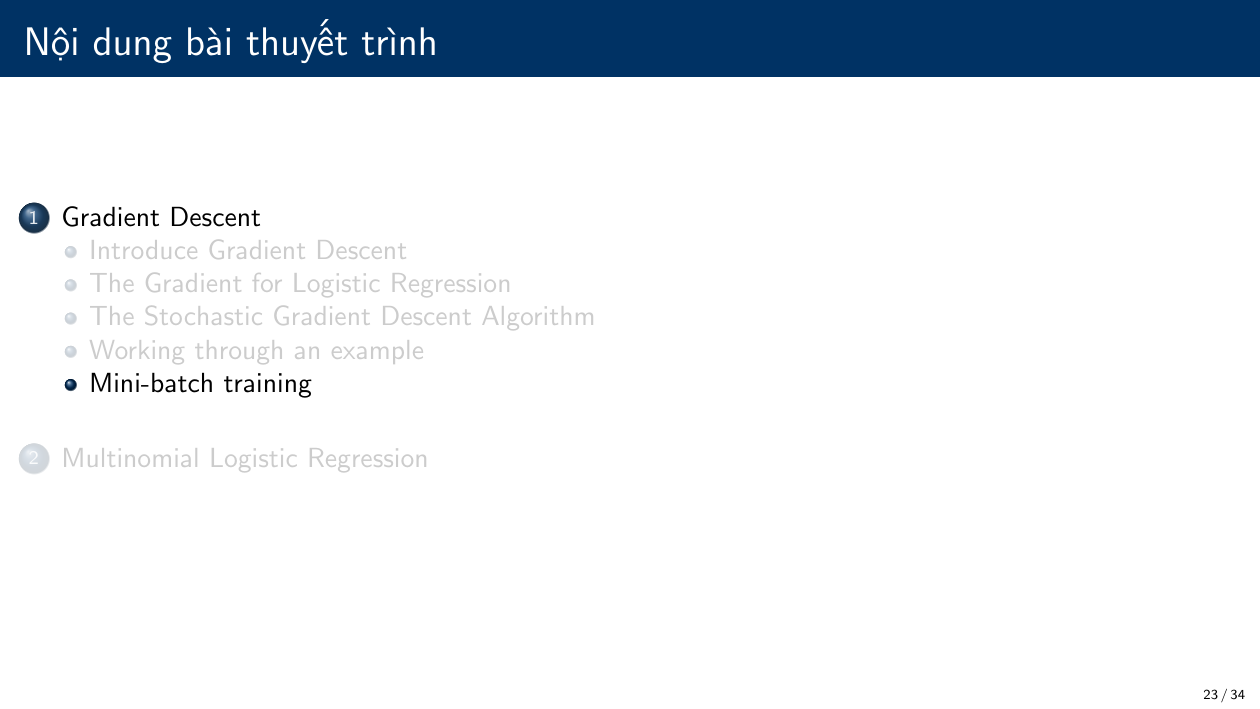 Nội dung bài thuyết trình
1 Gradient Descent
Introduce Gradient Descent
The Gradient for Logistic Regression
The Stochastic Gradient Descent Algorithm
Working through an example
Mini-batch training
2 Multinomial Logistic Regression
23 / 34